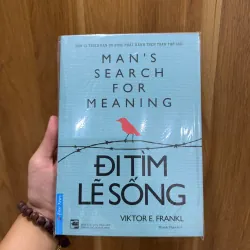 MAN'S
SEARCH
FOR
MEANING
ĐI TÌM
LẼ SỐNG
VIKTOR E. FRANKL